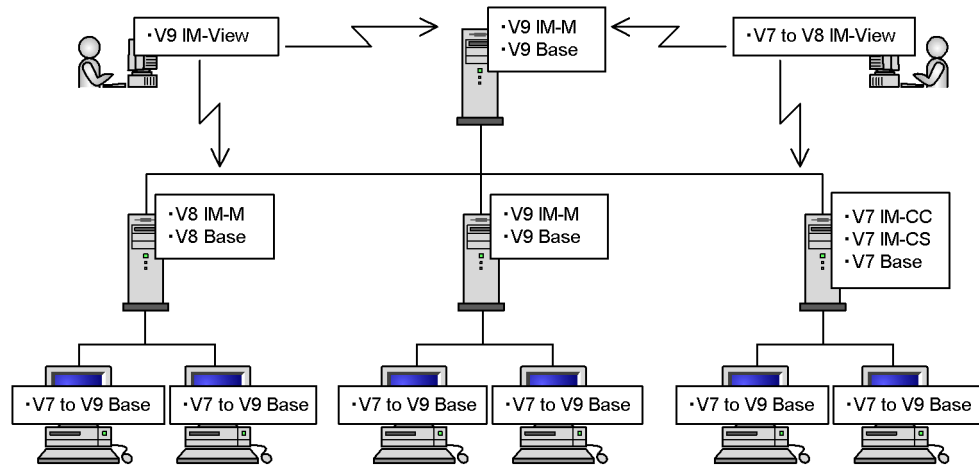 ・V9 IM-View
・V9 IM-M
・V9 Base
・V7 to V8 IM-View
・V8 IM-M
・V8 Base
・V9 IM-M
・V9 Base
・V7 IM-CC
・V7 IM-CS
・V7 Base
・V7 to V9 Base
・V7 to V9 Base
・V7 to V9 Base
・V7 to V9 Base
・V7 to V9 Base
・V7 to V9 Base